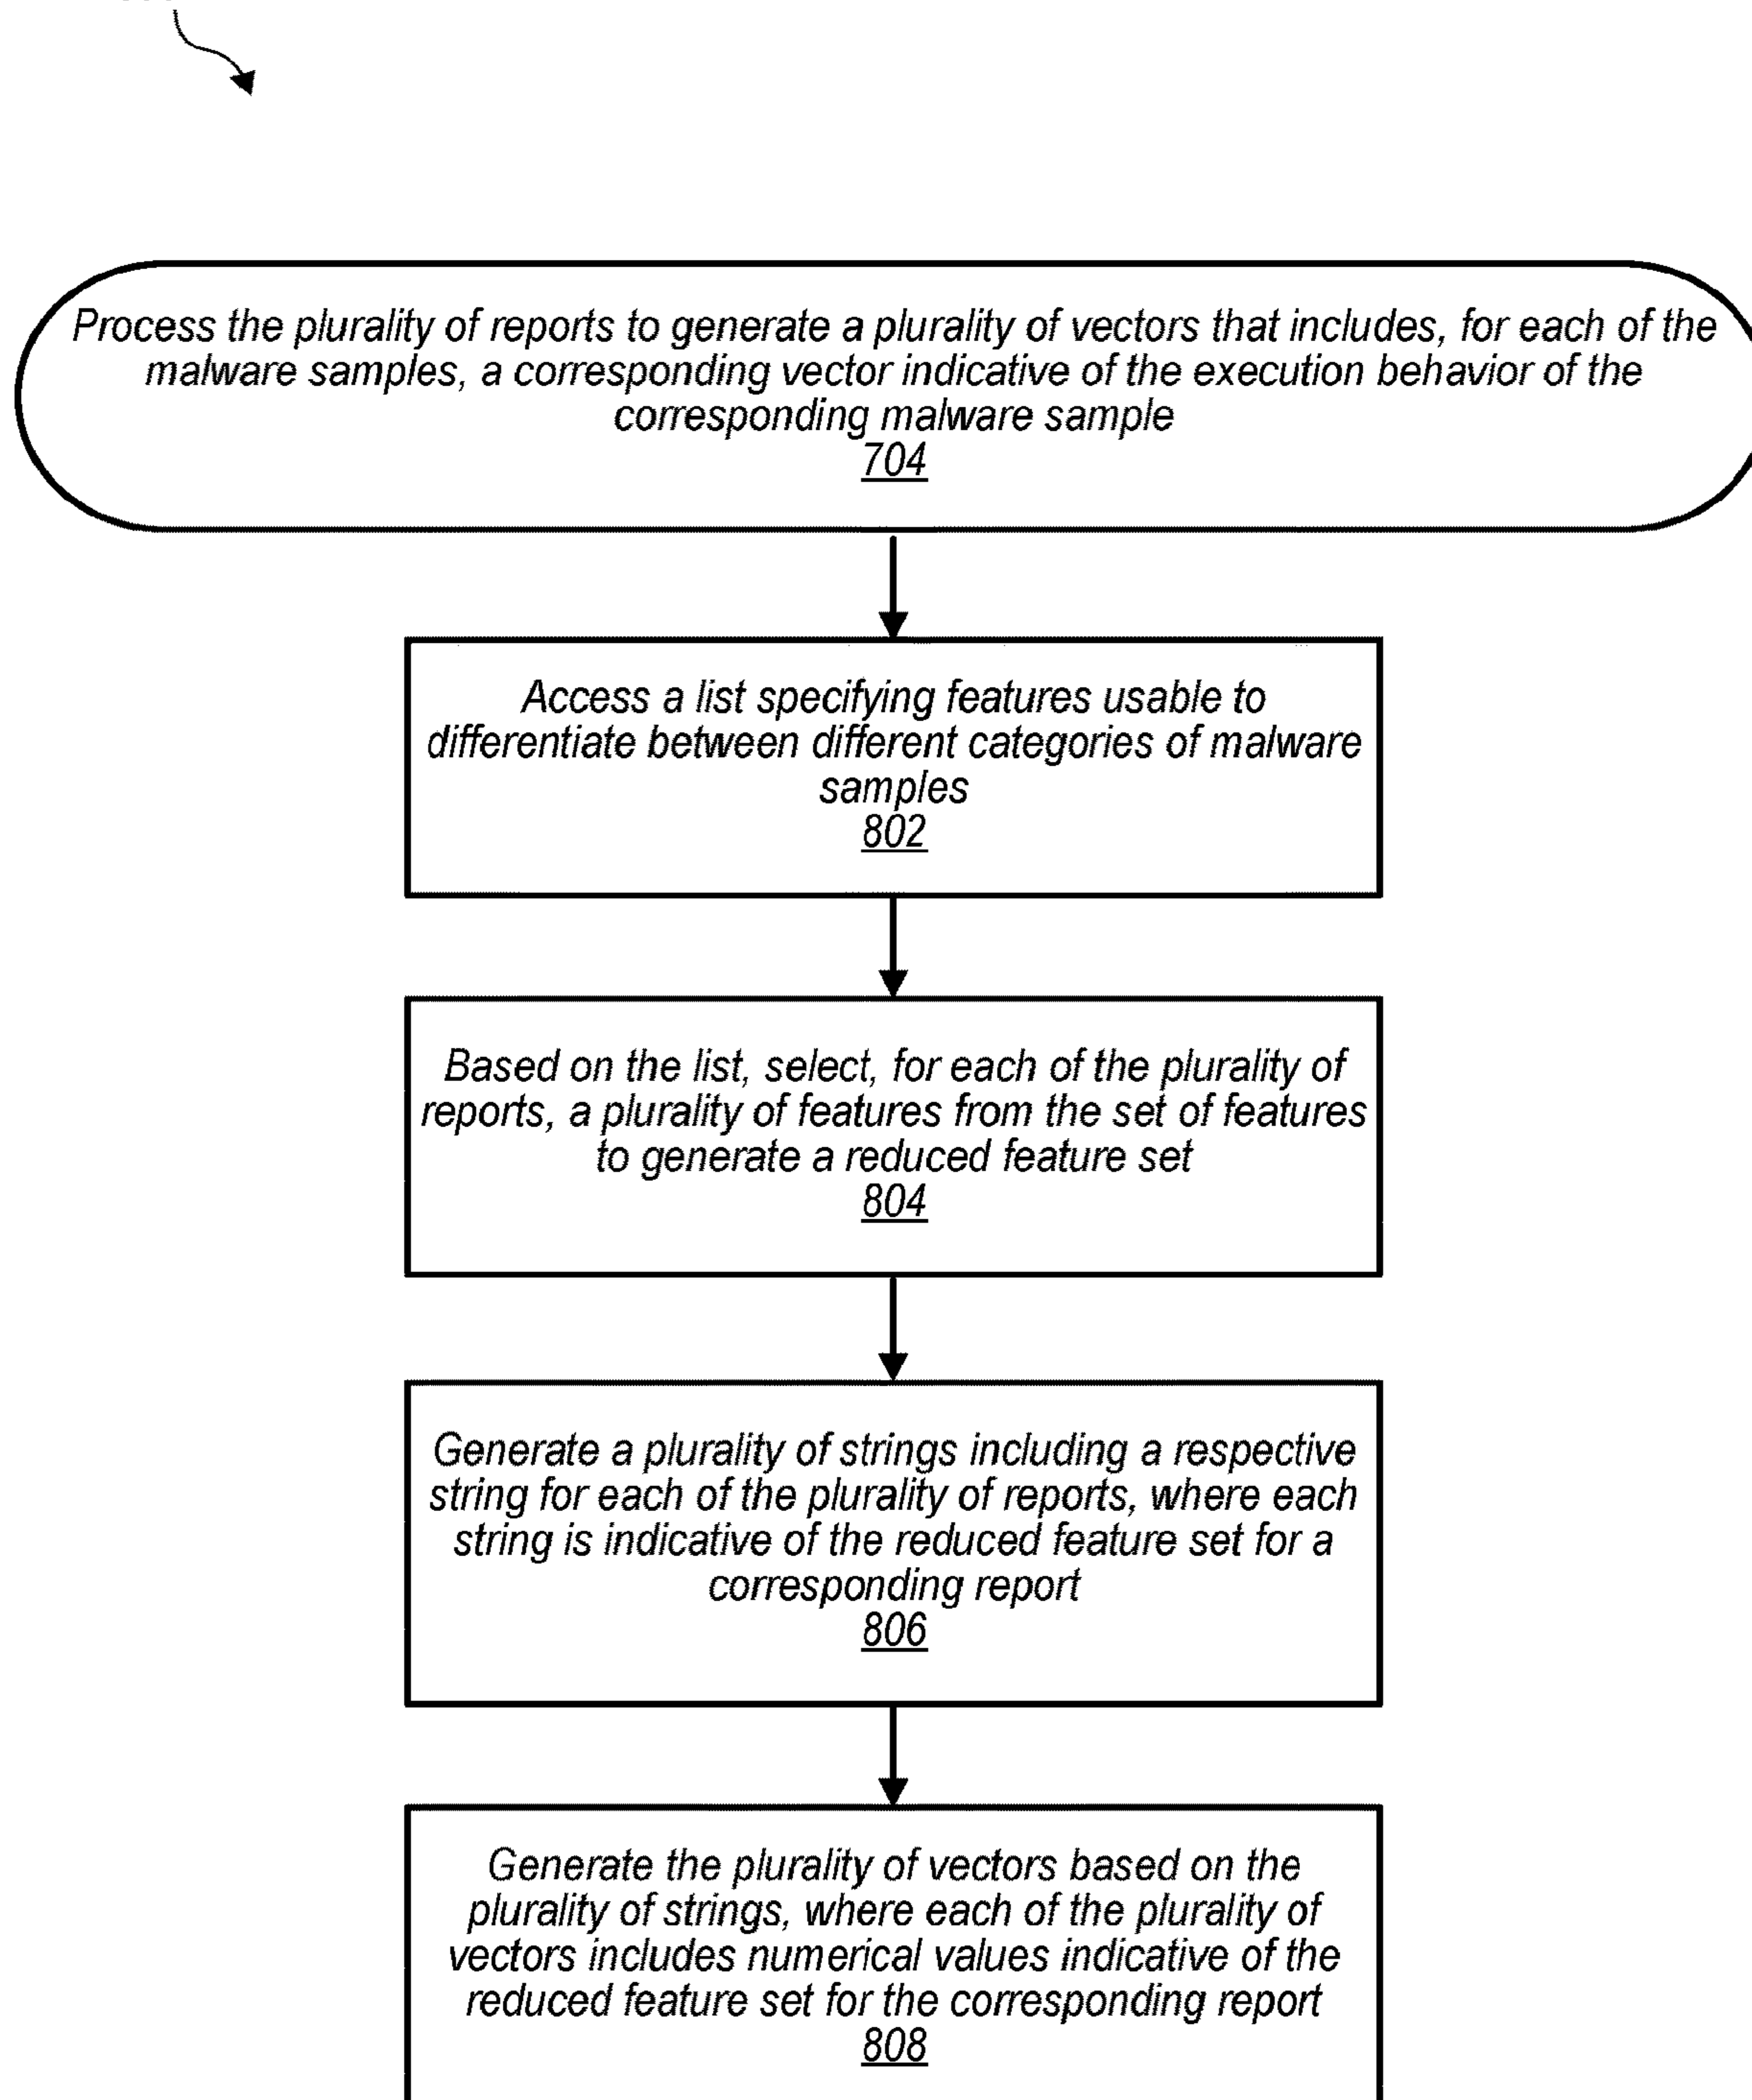 Process the plurality of reports to generate a plurality of vectors that includes, for each of the
malware samples, a corresponding vector indicative of the execution behavior of the
corresponding malware sample
704
Access a list specifying features usable to
differentiate between different categories of malware
samples
802
Based on the list, select, for each of the plurality of
reports, a plurality of features from the set of features
to generate a reduced feature set
804
Generate a plurality of strings including a respective
string for each of the plurality of reports, where each
string is indicative of the reduced feature set for a
corresponding report
806
Generate the plurality of vectors based on the
plurality of strings, where each of the plurality of
vectors includes numerical values indicative of the
reduced feature set for the corresponding report
808